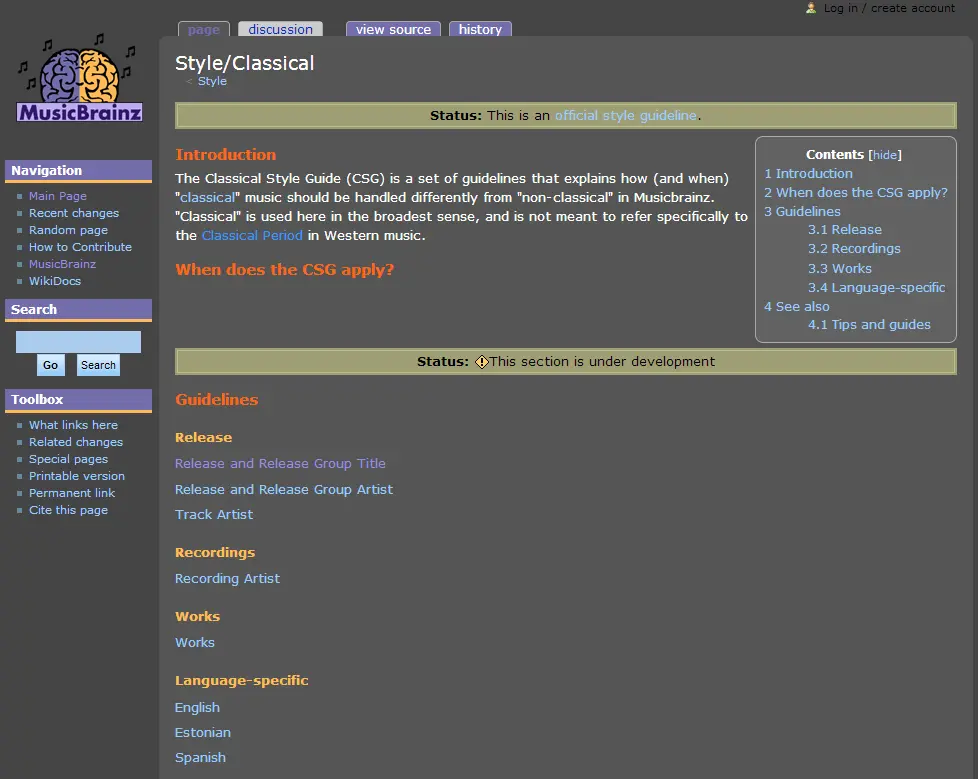 Log in / create account
page
discussion
view source
history
MusicBrainz
Style/Classical
< Style
Status: This is an official style guideline.
Navigation
Main Page
Recent changes
Random page
How to Contribute
MusicBrainz
WikiDocs
Search
Go
Search
Toolbox
What links here
Related changes
Special pages
Printable version
Permanent link
Cite this page
Introduction
The Classical Style Guide (CSG) is a set of guidelines that explains how (and when)
"classical" music should be handled differently from "non-classical" in Musicbrainz.
"Classical" is used here in the broadest sense, and is not meant to refer specifically to
the Classical Period in Western music.
When does the CSG apply?
Contents [hide]
1 Introduction
2 When does the CSG apply?
3 Guidelines
3.1 Release
3.2 Recordings
3.3 Works
3.4 Language-specific
4 See also
4.1 Tips and guides
Status: This section is under development
Guidelines
Release
Release and Release Group Title
Release and Release Group Artist
Track Artist
Recordings
Recording Artist
Works
Works
Language-specific
English
Estonian
Spanish